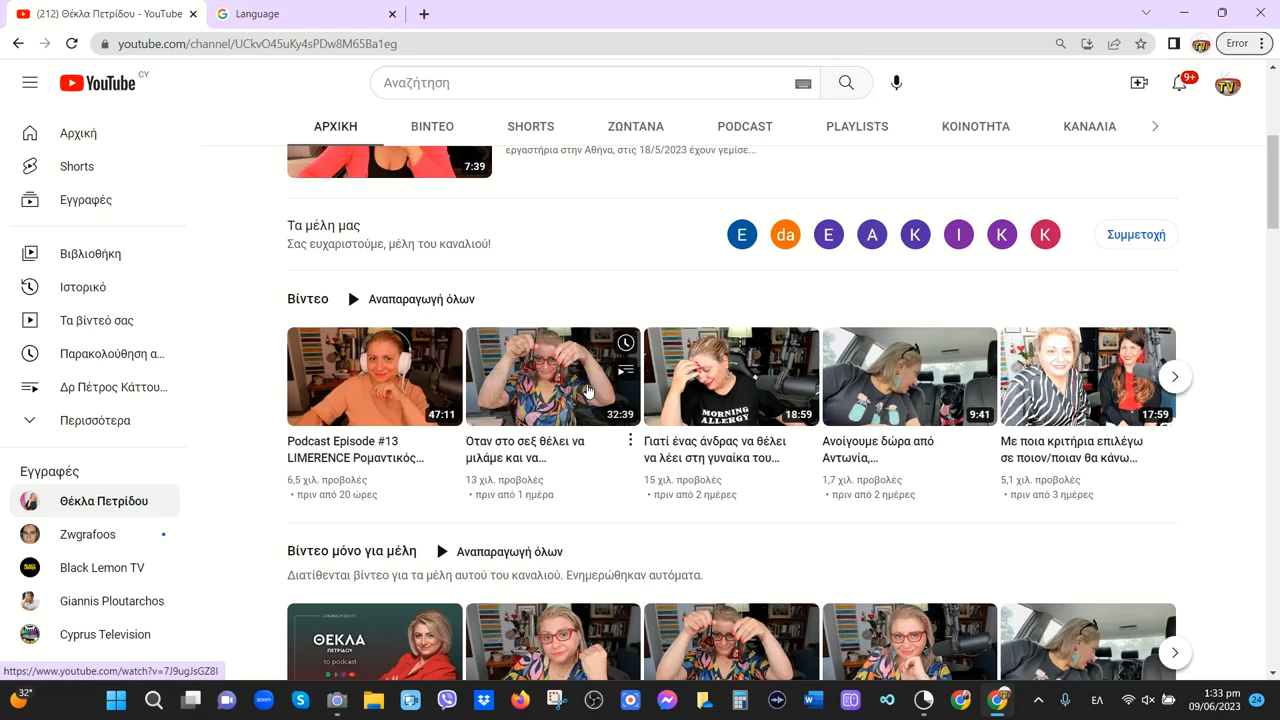 (212) Θέκλα Πετρίδου - YouTube
Language
youtube.com/channel/UCkvO45uKy4sPDw8M65Ba1eg
Error
YouTube CY
Αναζήτηση
9+
TV
ΑΡΧΙΚΗ ΒΙΝΤΕΟ SHORTS ΖΩΝΤΑΝΑ PODCAST PLAYLISTS ΚΟΙΝΟΤΗΤΑ ΚΑΝΑΛΙΑ
Αρχική
Shorts
Εγγραφές
Βιβλιοθήκη
Ιστορικό
Τα βίντεό σας
Παρακολούθηση α...
Δρ Πέτρος Κάττου...
Περισσότερα
Εγγραφές
Θέκλα Πετρίδου
Zwgrafoos
Black Lemon TV
Giannis Ploutarchos
Cyprus Television
7:39
εργαστήρια στην Αθήνα, στις 18/5/2023 έχουν γεμίσε...
Τα μέλη μας
Σας ευχαριστούμε, μέλη του καναλιού!
E da E A K I K K
Συμμετοχή
Βίντεο Αναπαραγωγή όλων
47:11
32:39
MORNING
ALLERGY
18:59
9:41
17:59
Podcast Episode #13
LIMERENCE Ρομαντικός...
6,5 χιλ. προβολές
• πριν από 20 ώρες
Όταν στο σεξ θέλει να
μιλάμε και να...
13 χιλ. προβολές
• πριν από 1 ημέρα
Γιατί ένας άνδρας να θέλει
να λέει στη γυναίκα του...
15 χιλ. προβολές
• πριν από 2 ημέρες
Ανοίγουμε δώρα από
Αντωνία,...
1,7 χιλ. προβολές
• πριν από 2 ημέρες
Με ποια κριτήρια επιλέγω
σε ποιον/ποιαν θα κάνω...
5,1 χιλ. προβολές
• πριν από 3 ημέρες
Βίντεο μόνο για μέλη Αναπαραγωγή όλων
Διατίθενται βίντεο για τα μέλη αυτού του καναλιού. Ενημερώθηκαν αυτόματα.
ΘΕΚΛΑ
ΠΕΤΡΙΔΟΥ
το podcast
https://www.youtube.com/watch?v=7J9ugJsGZ8I
32°
zoom
ΕΛ
1:33 pm
09/06/2023
24